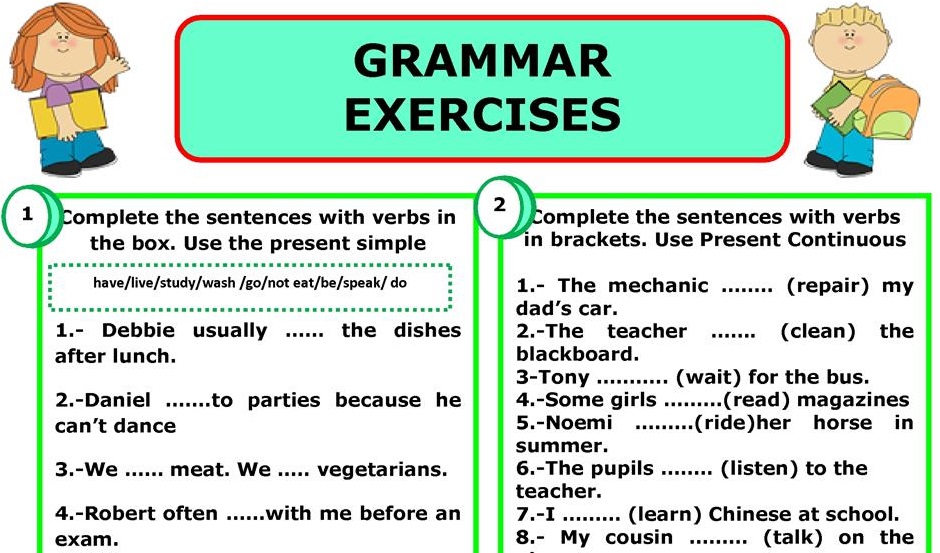 GRAMMAR
EXERCISES
1
Complete the sentences with verbs in
the box. Use the present simple
have/live/study/wash /go/not eat/be/speak/ do
1.- Debbie usually ...... the dishes
after lunch.
2.-Daniel .......to parties because he
can’t dance
3.-We ...... meat. We ..... vegetarians.
4.-Robert often ......with me before an
exam.
2
Complete the sentences with verbs
in brackets. Use Present Continuous
1.- The mechanic ........ (repair) my
dad’s car.
2.-The teacher ....... (clean) the
blackboard.
3-Tony ........... (wait) for the bus.
4.-Some girls .........(read) magazines
5.-Noemi .........(ride)her horse in
summer.
6.-The pupils ........ (listen) to the
teacher.
7.-I ......... (learn) Chinese at school.
8.- My cousin ......... (talk) on the